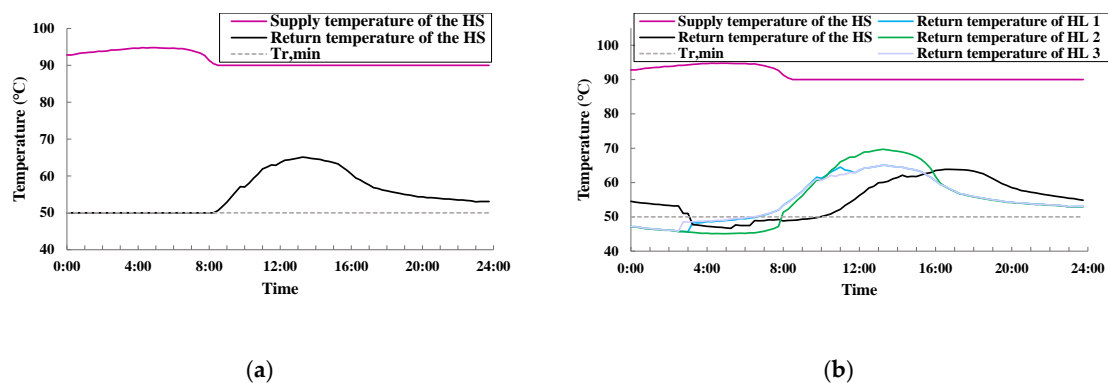 Supply temperature of the HS
Return temperature of the HS
Tr,min
100
90
80
70
60
50
40
Temperature (°C)
0:00 4:00 8:00 12:00 16:00 20:00 24:00
Time
(a)
Supply temperature of the HS
Return temperature of the HS
Tr,min
Return temperature of HL 1
Return temperature of HL 2
Return temperature of HL 3
100
90
80
70
60
50
40
Temperature (°C)
0:00 4:00 8:00 12:00 16:00 20:00 24:00
Time
(b)